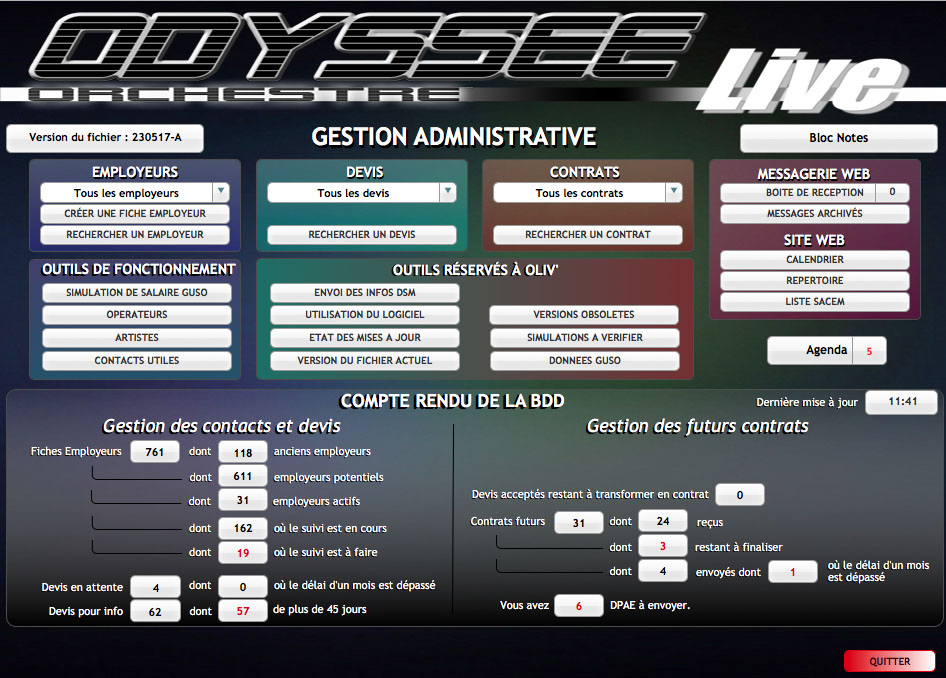 ODYSSEE
ORCHESTRE
Live
Version du fichier : 230517-A
GESTION ADMINISTRATIVE
Bloc Notes
EMPLOYEURS
Tous les employeurs
CRÉER UNE FICHE EMPLOYEUR
RECHERCHER UN EMPLOYEUR
DEVIS
Tous les devis
RECHERCHER UN DEVIS
CONTRATS
Tous les contrats
RECHERCHER UN CONTRAT
MESSAGERIE WEB
BOITE DE RECEPTION 0
MESSAGES ARCHIVÉS
SITE WEB
CALENDRIER
REPERTOIRE
LISTE SACEM
OUTILS DE FONCTIONNEMENT
SIMULATION DE SALAIRE GUSO
OPERATEURS
ARTISTES
CONTACTS UTILES
OUTILS RÉSERVÉS À OLIV'
ENVOI DES INFOS DSM
UTILISATION DU LOGICIEL
ETAT DES MISES A JOUR
VERSION DU FICHIER ACTUEL
VERSIONS OBSOLETES
SIMULATIONS A VERIFIER
DONNEES GUSO
Agenda 5
COMPTE RENDU DE LA BDD
Dernière mise à jour 11:41
Gestion des contacts et devis
Fiches Employeurs 761 dont 118 anciens employeurs
dont 611 employeurs potentiels
dont 31 employeurs actifs
dont 162 où le suivi est en cours
dont 19 où le suivi est à faire
Devis en attente 4 dont 0 où le délai d'un mois est dépassé
Devis pour info 62 dont 57 de plus de 45 jours
Gestion des futurs contrats
Devis acceptés restant à transformer en contrat 0
Contrats futurs 31 dont 24 reçus
dont 3 restant à finaliser
dont 4 envoyés dont 1 où le délai d'un mois
est dépassé
Vous avez 6 DPAE à envoyer.
QUITTER